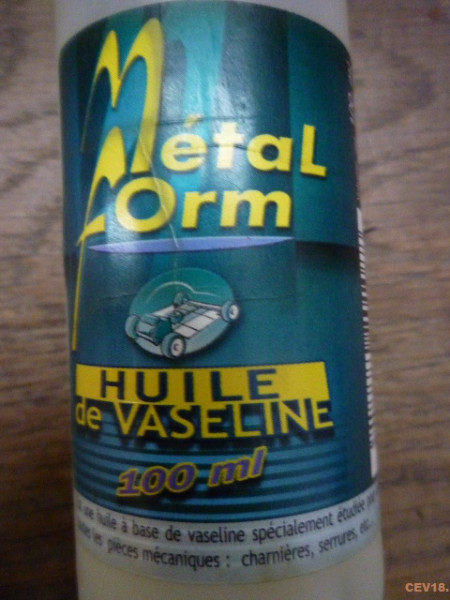 Métal
Form
HUILE
de VASELINE
100 ml
une huile à base de vaseline spécialement étudiée
les pièces mécaniques : charnières, serrures, etc...
CEV18.